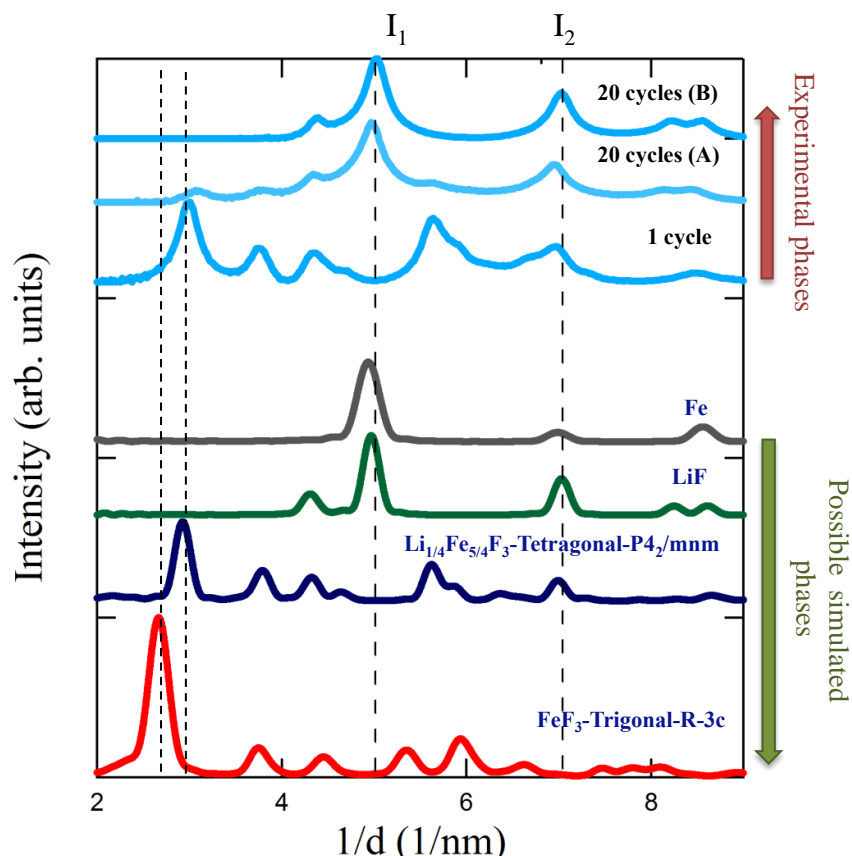 I₁ I₂
20 cycles (B)
20 cycles (A)
1 cycle
Fe
LiF
Li₁/₄Fe₅/₄F₃-Tetragonal-P4₂/mnm
FeF₃-Trigonal-R-3c
2 4 6 8
1/d (1/nm)
Intensity (arb. units)
Experimental phases
Possible simulated
phases